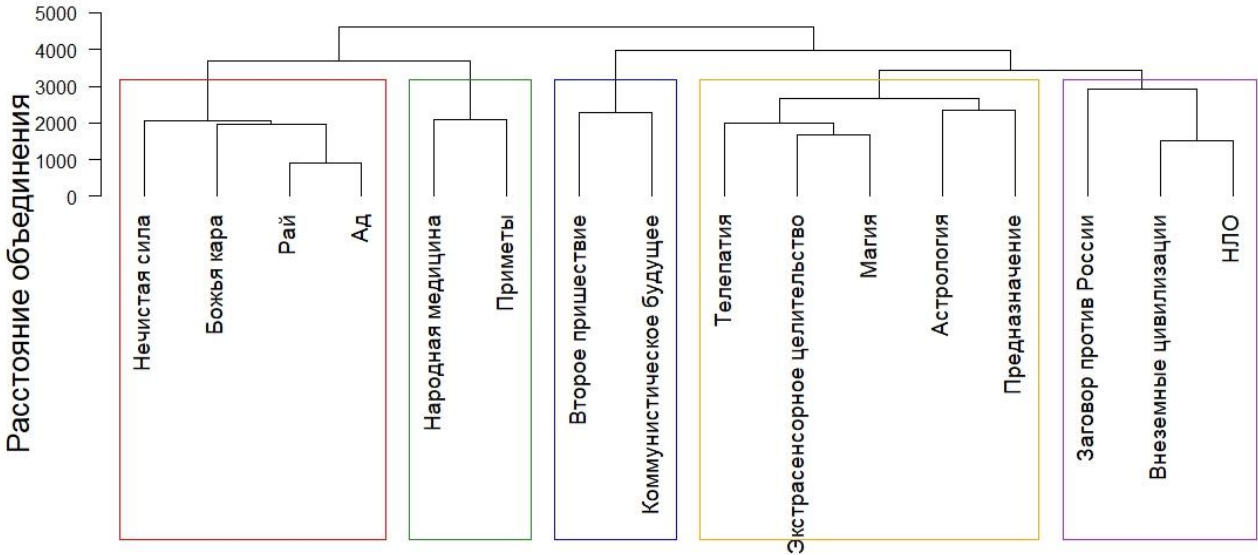 Расстояние объединения
5000
4000
3000
2000
1000
0
Нечистая сила
Божья кара
Рай
Ад
Народная медицина
Приметы
Второе пришествие
Коммунистическое будущее
Телепатия
Экстрасенсорное целительство
Магия
Астрология
Предназначение
Заговор против России
Внеземные цивилизации
НЛО